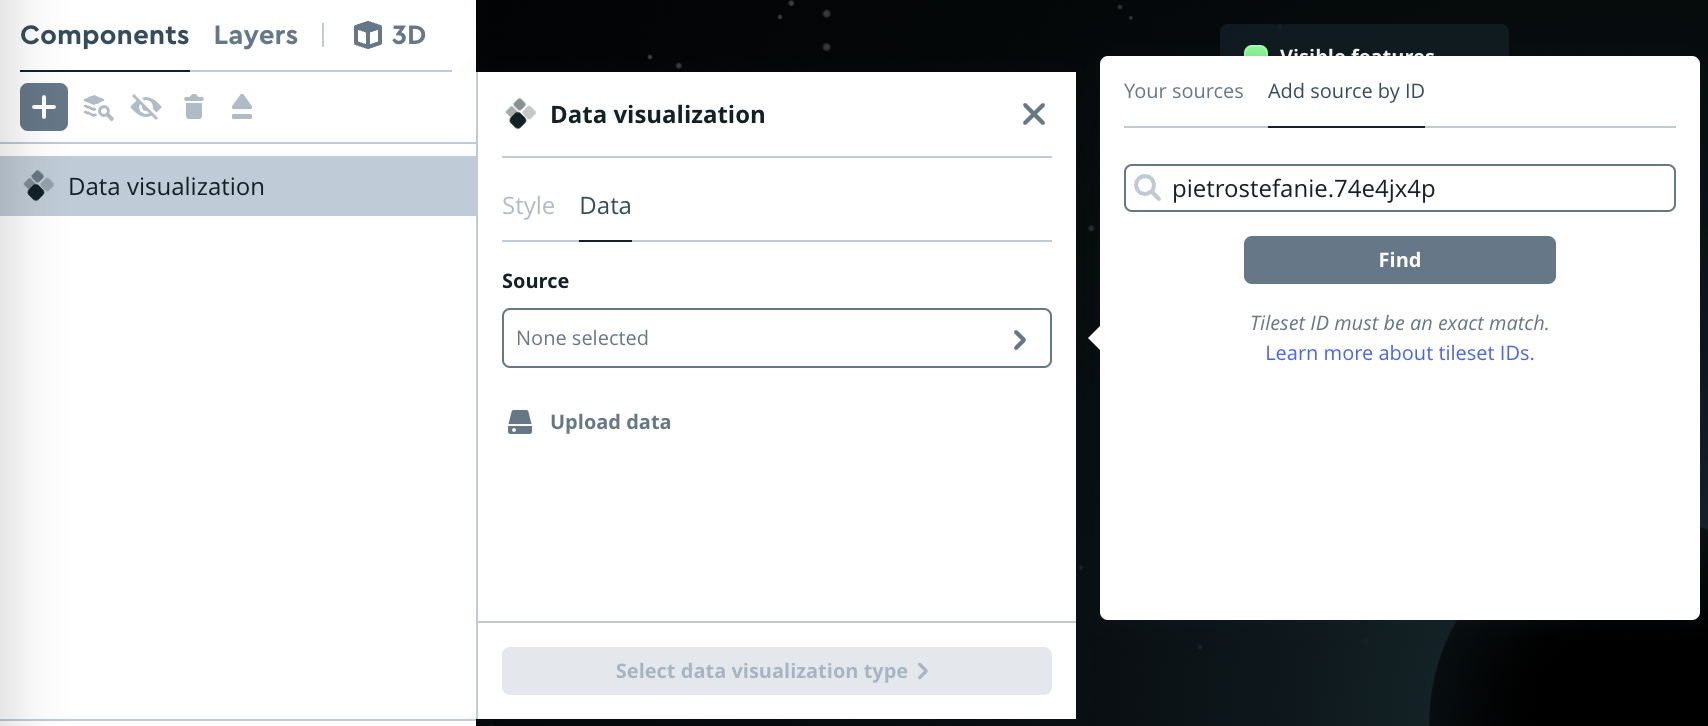 Components Layers 3D
Data visualization
Data visualization
Style Data
Source
None selected
Upload data
Select data visualization type
Visible features
Your sources Add source by ID
pietrostefanie.74e4jx4p
Find
Tileset ID must be an exact match.
Learn more about tileset IDs.